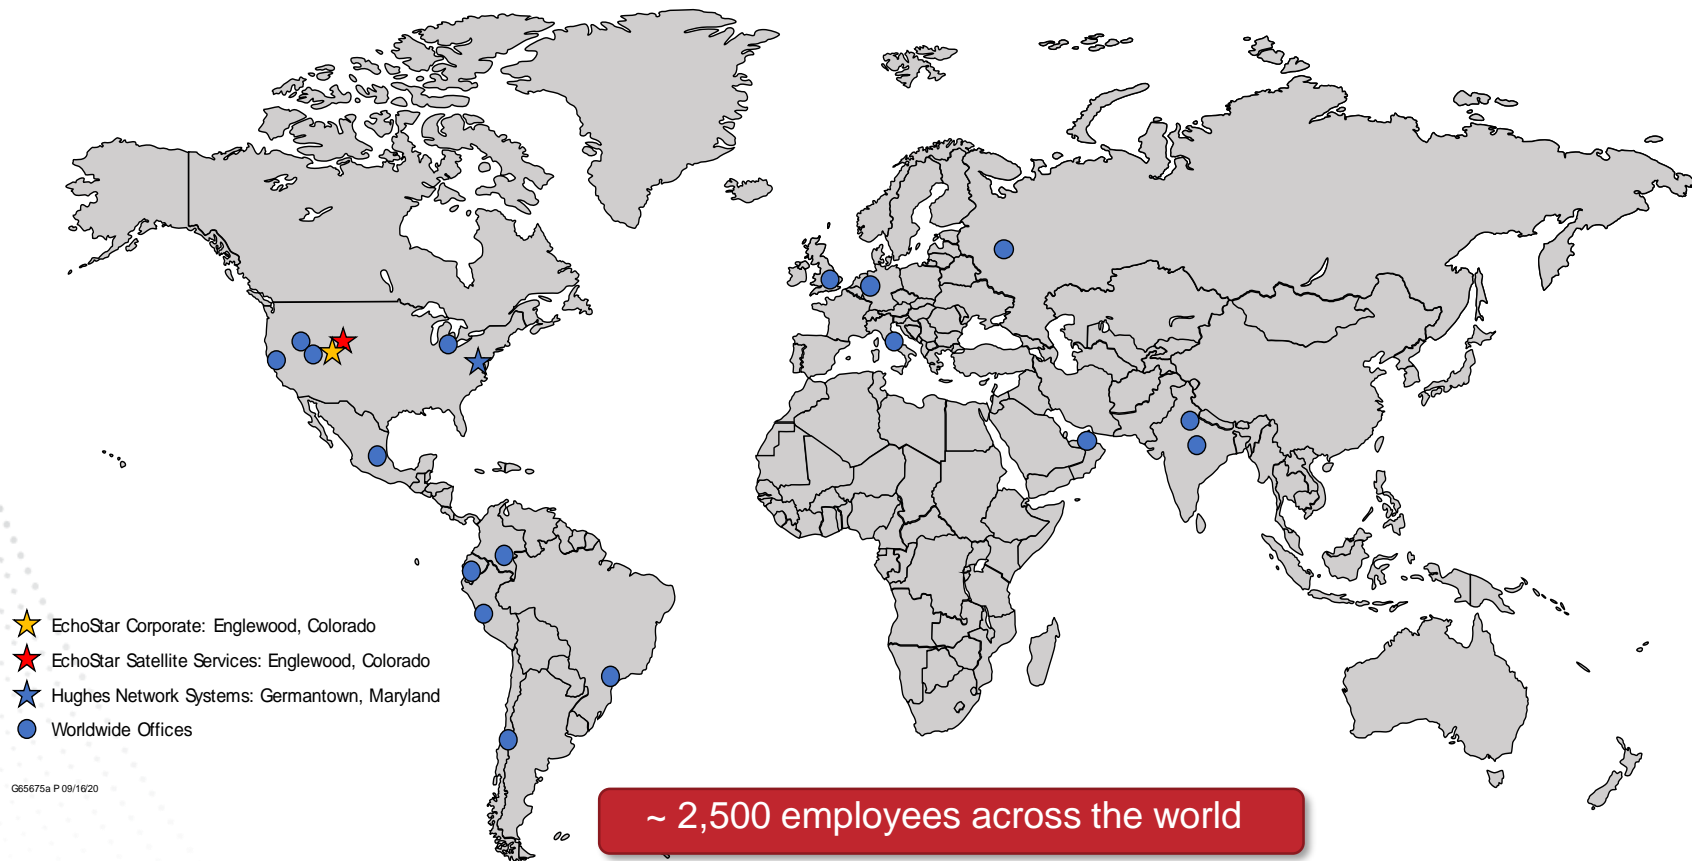 EchoStar Corporate: Englewood, Colorado
EchoStar Satellite Services: Englewood, Colorado
Hughes Network Systems: Germantown, Maryland
Worldwide Offices
G65675a P 09/16/20
~ 2,500 employees across the world